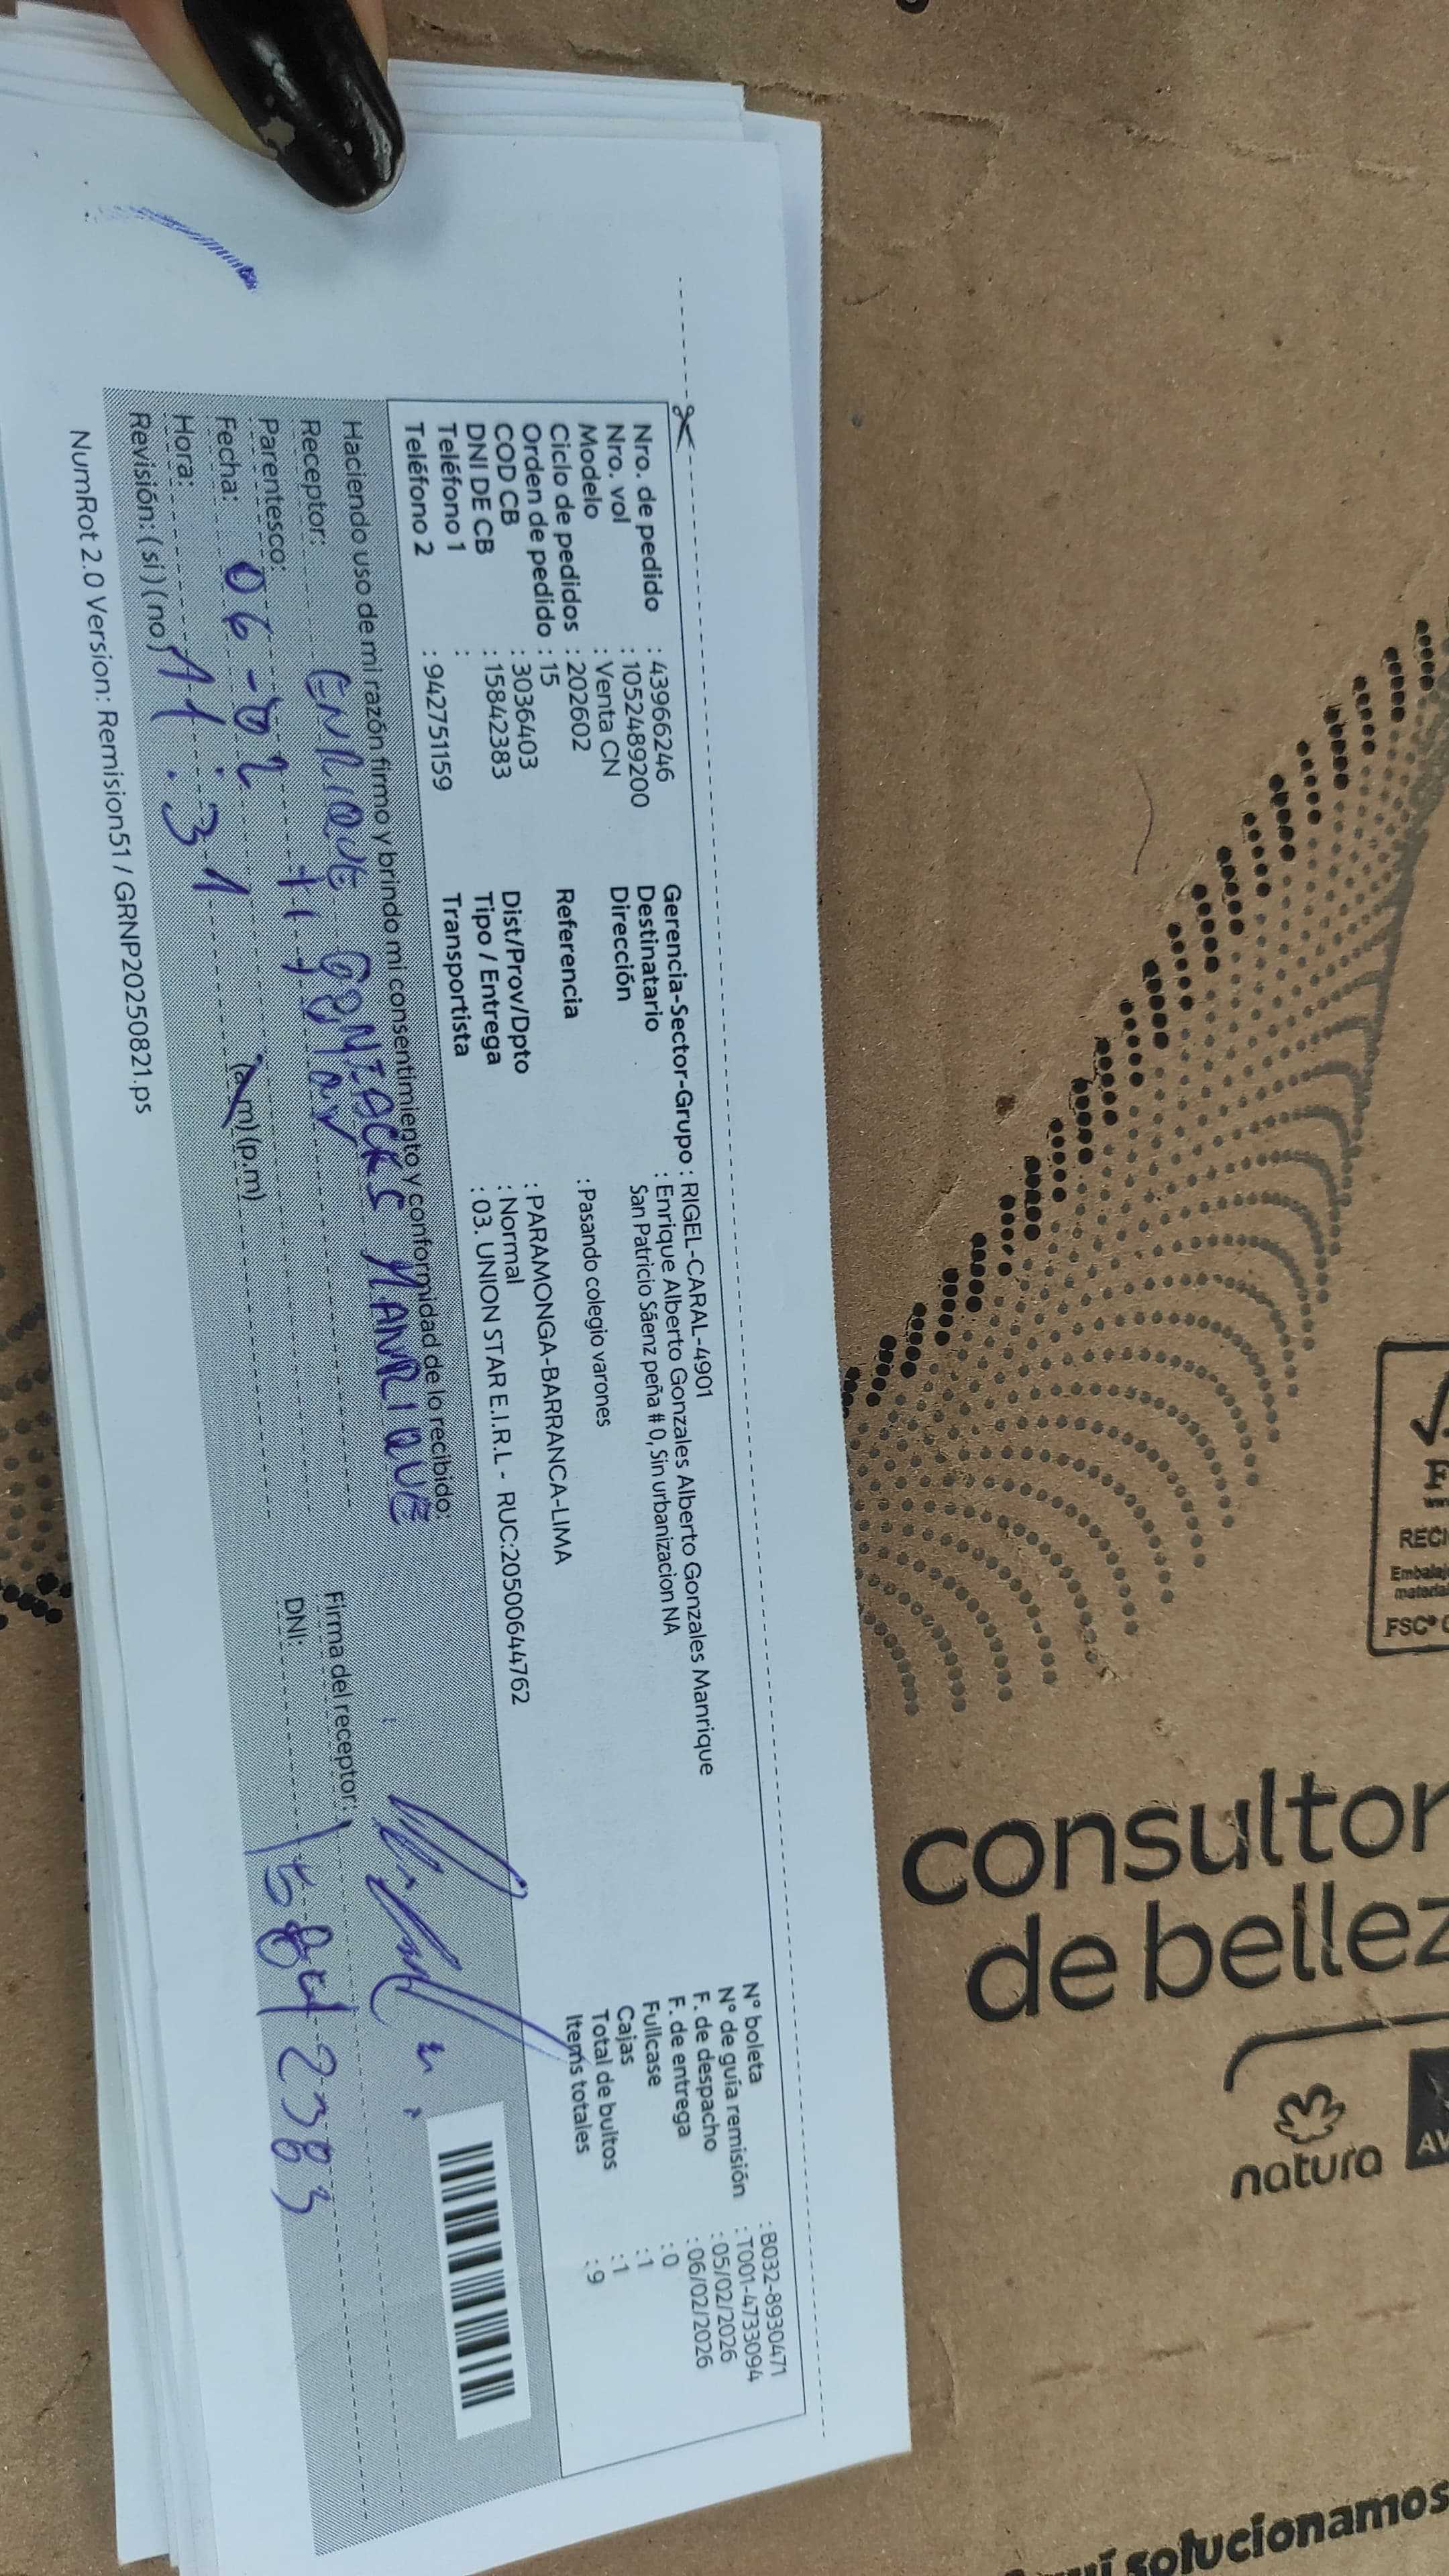 Nro. de pedido : 43966246
Nro. vol : 1052489200
Modelo : Venta CN
Ciclo de pedidos : 202602
Orden de pedido : 15
COD CB : 3036403
DNI DE CB : 15842383
Teléfono 1 :
Teléfono 2 : 942751159
Gerencia-Sector-Grupo : RIGEL-CARAL-4901
Destinatario : Enrique Alberto Gonzales Alberto Gonzales Manrique
Dirección San Patricio Sáenz peña # 0, Sin urbanizacion NA
Referencia : Pasando colegio varones
Dist/Prov/Dpto : PARAMONGA-BARRANCA-LIMA
Tipo / Entrega : Normal
Transportista : 03. UNION STAR E.I.R.L - RUC:20500644762
N° boleta : B032-8930471
N° de guía remisión : T001-4733094
F. de despacho : 05/02/2026
F. de entrega : 06/02/2026
Fullcase : 0
Cajas : 1
Total de bultos : 1
Items totales : 9
Haciendo uso de mi razón firmo y brindo mi consentimiento y conformidad de lo recibido:
Receptor: ENRIQUE GONZALES MANRIQUE
Parentesco:
Fecha: 06-02
Hora: 11:31 (a.m) (p.m)
Revisión: (si) (no)
Firma del receptor:
DNI: 15842383
NumRot 2.0 Version: Remision51 / GRNP20250821.ps
consultor
de bellez
natura
AV
RECI
Embalaj
materia
FSC® C
solucionamos